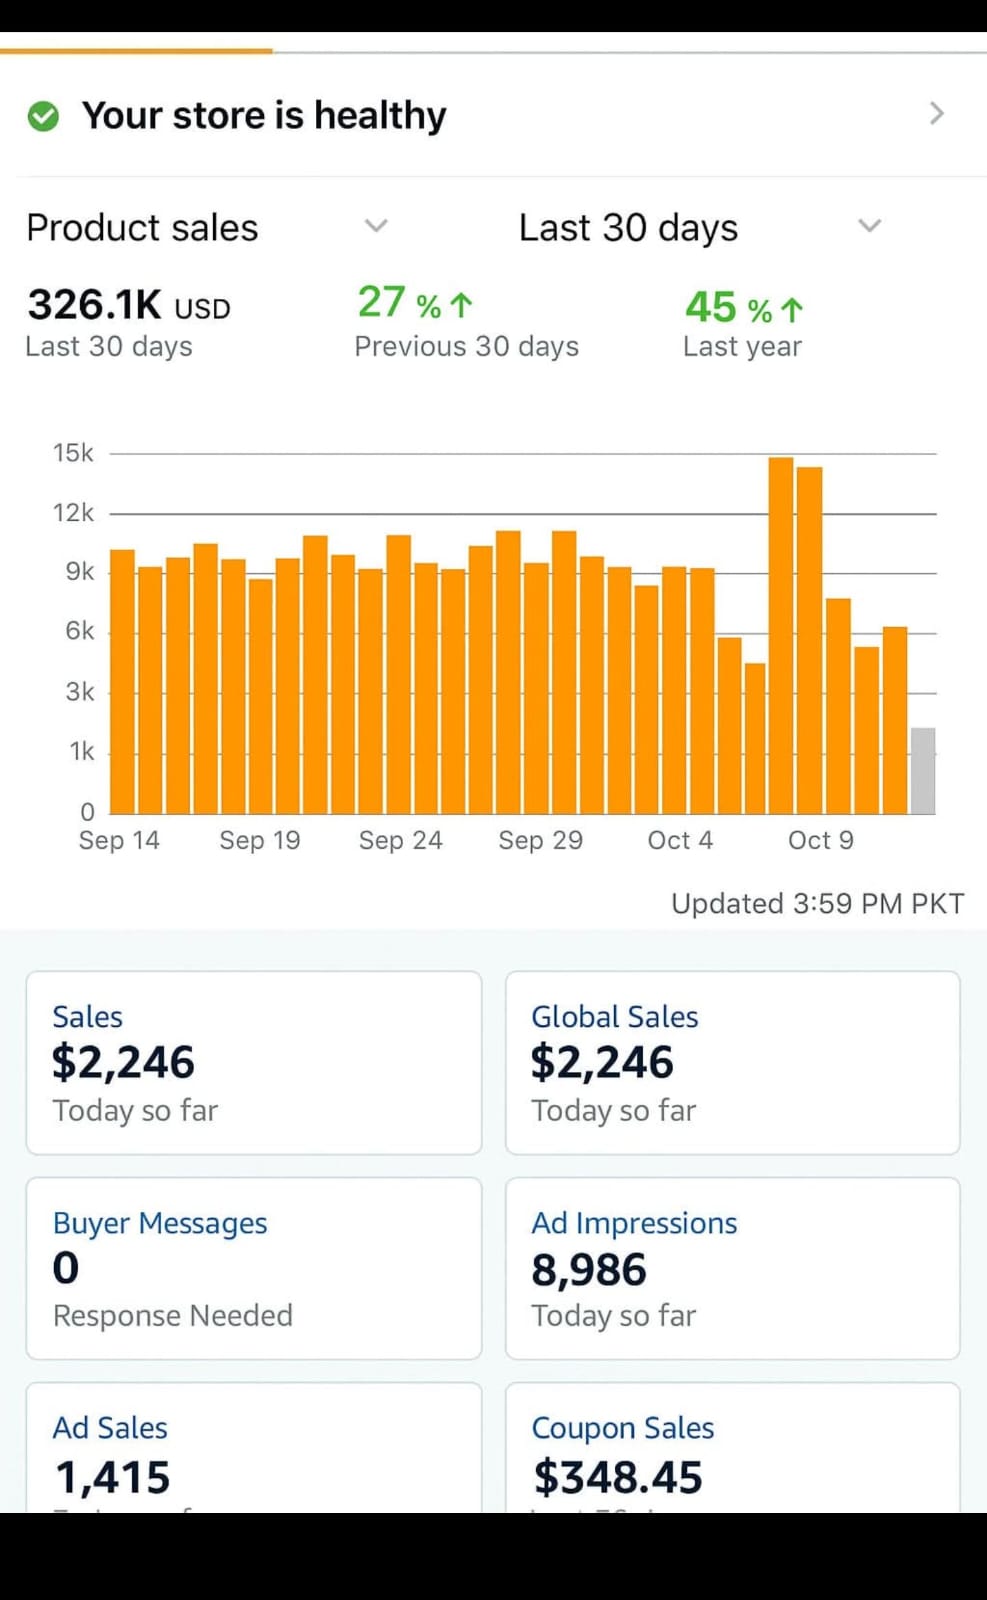 Your store is healthy
Product sales Last 30 days
326.1K USD 27 % ↑ 45 % ↑
Last 30 days Previous 30 days Last year
15k
12k
9k
6k
3k
1k
0
Sep 14 Sep 19 Sep 24 Sep 29 Oct 4 Oct 9
Updated 3:59 PM PKT
Sales
$2,246
Today so far
Global Sales
$2,246
Today so far
Buyer Messages
0
Response Needed
Ad Impressions
8,986
Today so far
Ad Sales
1,415
Coupon Sales
$348.45